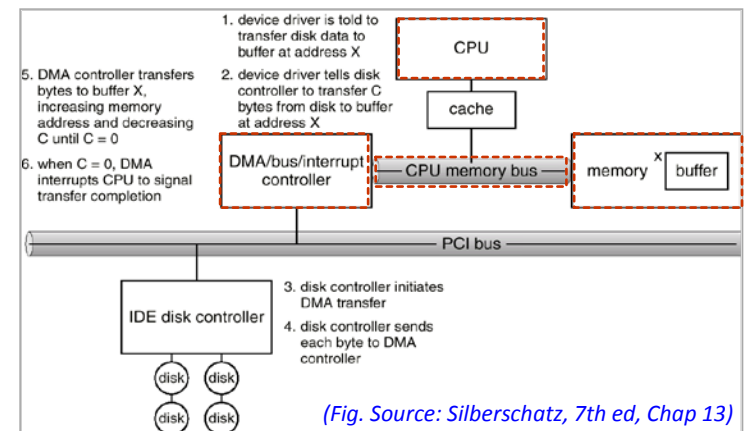 1. device driver is told to
transfer disk data to
buffer at address X
2. device driver tells disk
controller to transfer C
bytes from disk to buffer
at address X
5. DMA controller transfers
bytes to buffer X,
increasing memory
address and decreasing
C until C = 0
6. when C = 0, DMA
interrupts CPU to signal
transfer completion
CPU
cache
DMA/bus/interrupt
controller
CPU memory bus
memory
x
buffer
PCI bus
IDE disk controller
3. disk controller initiates
DMA transfer
4. disk controller sends
each byte to DMA
controller
disk
disk
disk
disk
(Fig. Source: Silberschatz, 7th ed, Chap 13)